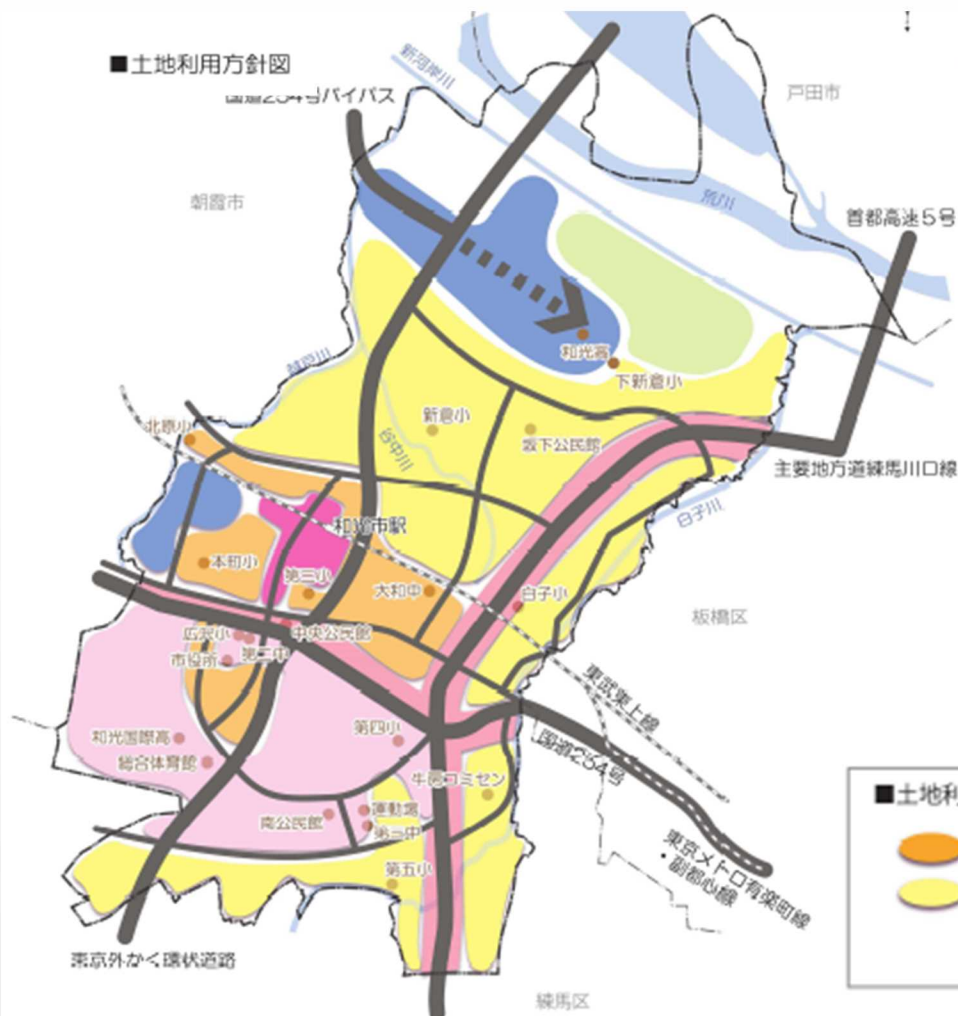 ■土地利用方針図
国道254号バイパス
新河岸川
戸田市
朝霞市
荒川
首都高速5号
越戸川
和光高
下新倉小
北原小
新倉小
谷中川
坂下公民館
主要地方道練馬川口線
白子川
和光市駅
本町小
第三小
大和中
白子小
板橋区
広沢小
中央公民館
市役所
第二中
東武東上線
和光国際高
第四小
国道254号
総合体育館
牛房コミセン
■土地利
南公民館
運動場
第三中
第五小
東京メトロ有楽町線
・副都心線
東京外かく環状道路
練馬区